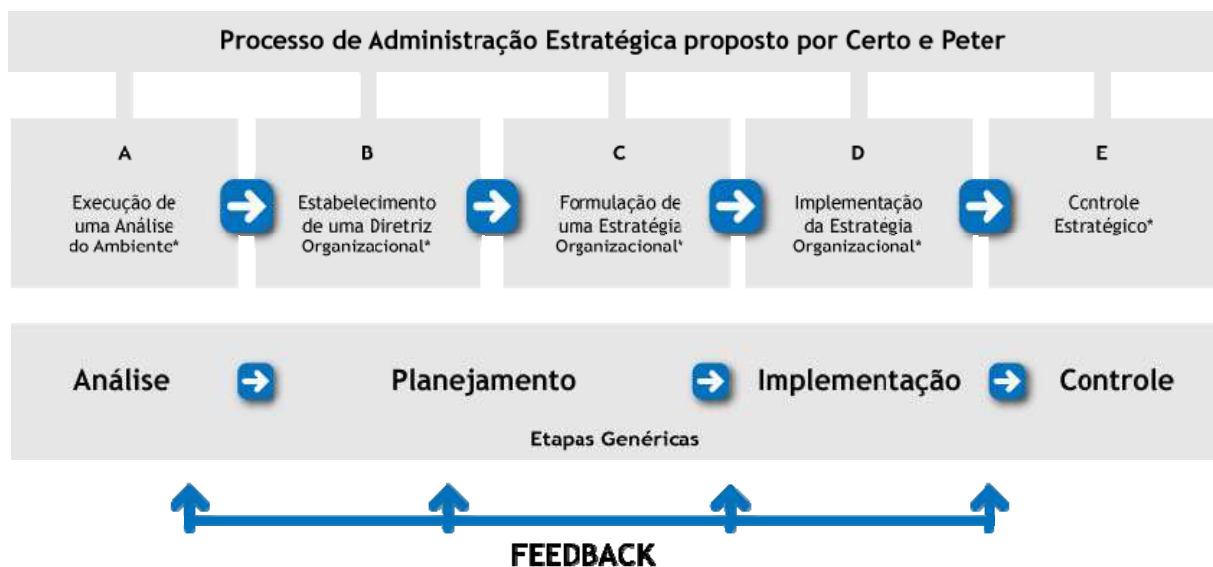 Processo de Administração Estratégica proposto por Certo e Peter
A
Execução de
uma Análise
do Ambiente*
B
Estabelecimento
de uma Diretriz
Organizacional*
C
Formulação de
uma Estratégia
Organizacional*
D
Implementação
da Estratégia
Organizacional*
E
Controle
Estratégico*
Análise
Planejamento
Implementação
Controle
Etapas Genéricas
FEEDBACK